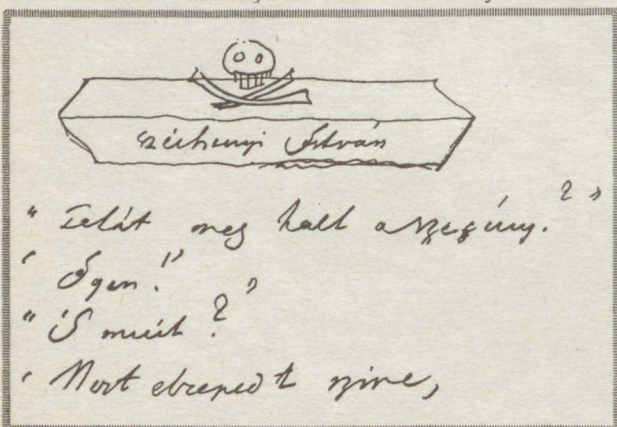 széchenyi István
"Tehát meg halt a szegény.?"
"Igen!"
"S miért?"
"Mert elrepedt szive,